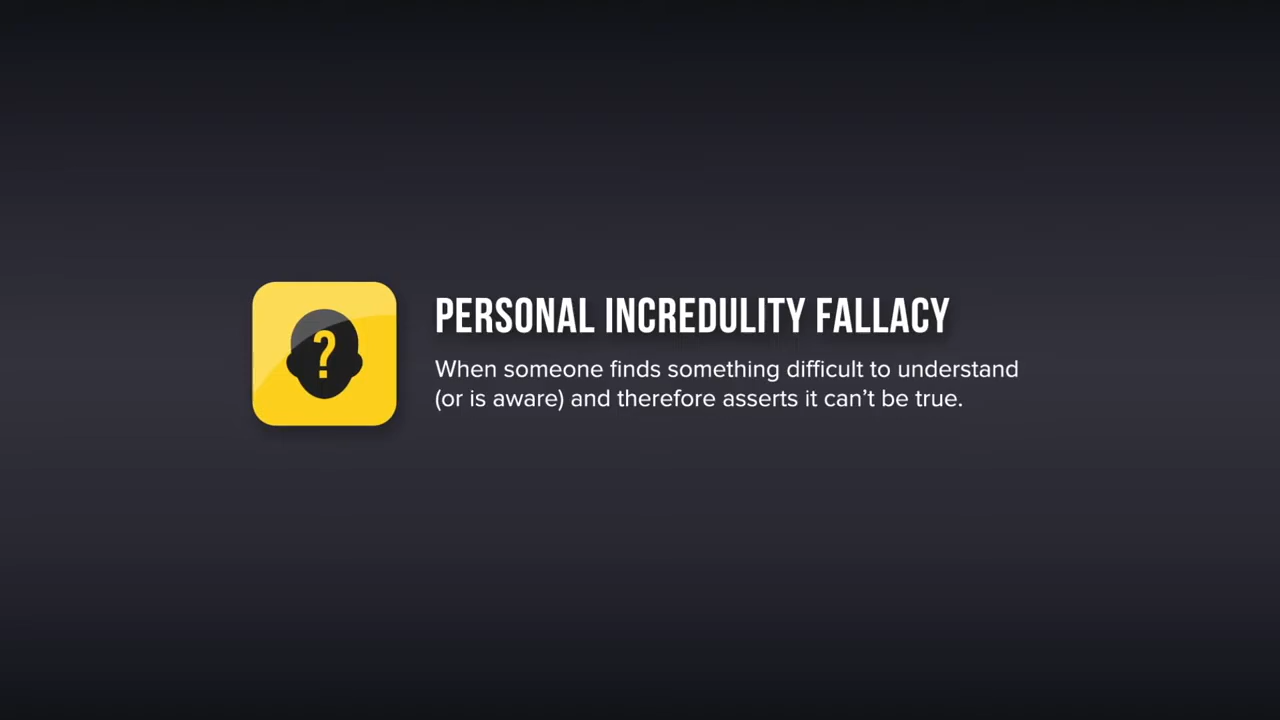 ?
PERSONAL INCREDULITY FALLACY
When someone finds something difficult to understand
(or is aware) and therefore asserts it can't be true.